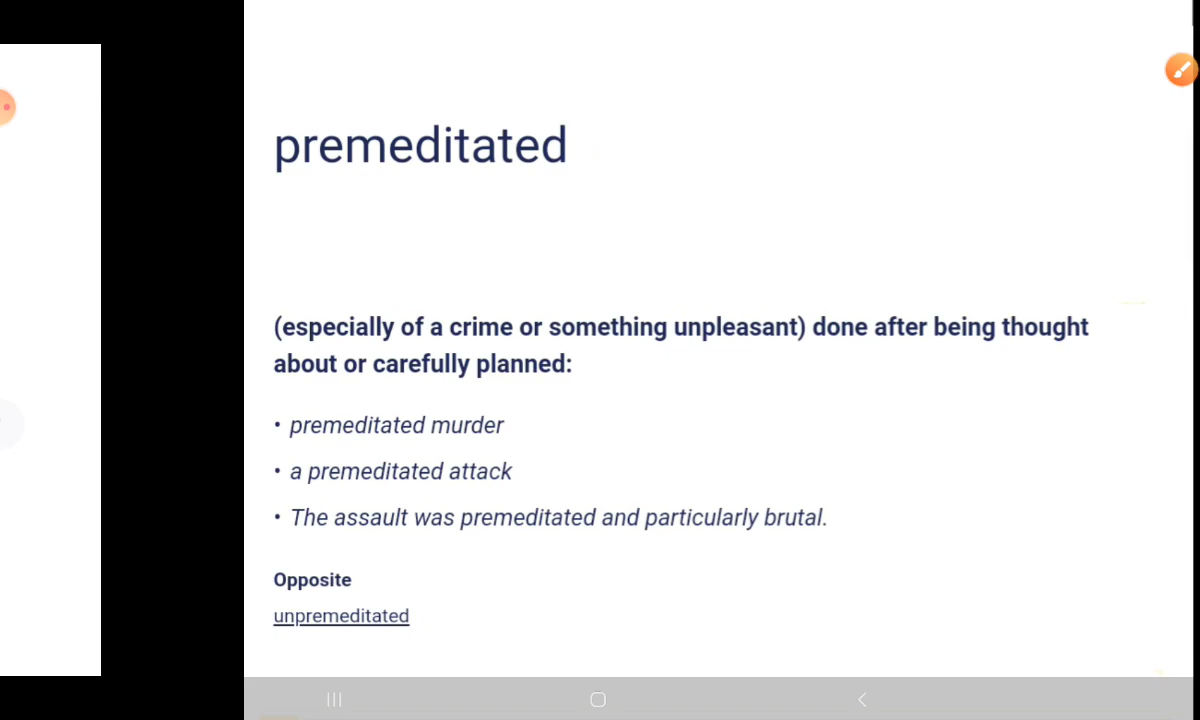 premeditated
(especially of a crime or something unpleasant) done after being thought
about or carefully planned:
• premeditated murder
• a premeditated attack
• The assault was premeditated and particularly brutal.
Opposite
unpremeditated